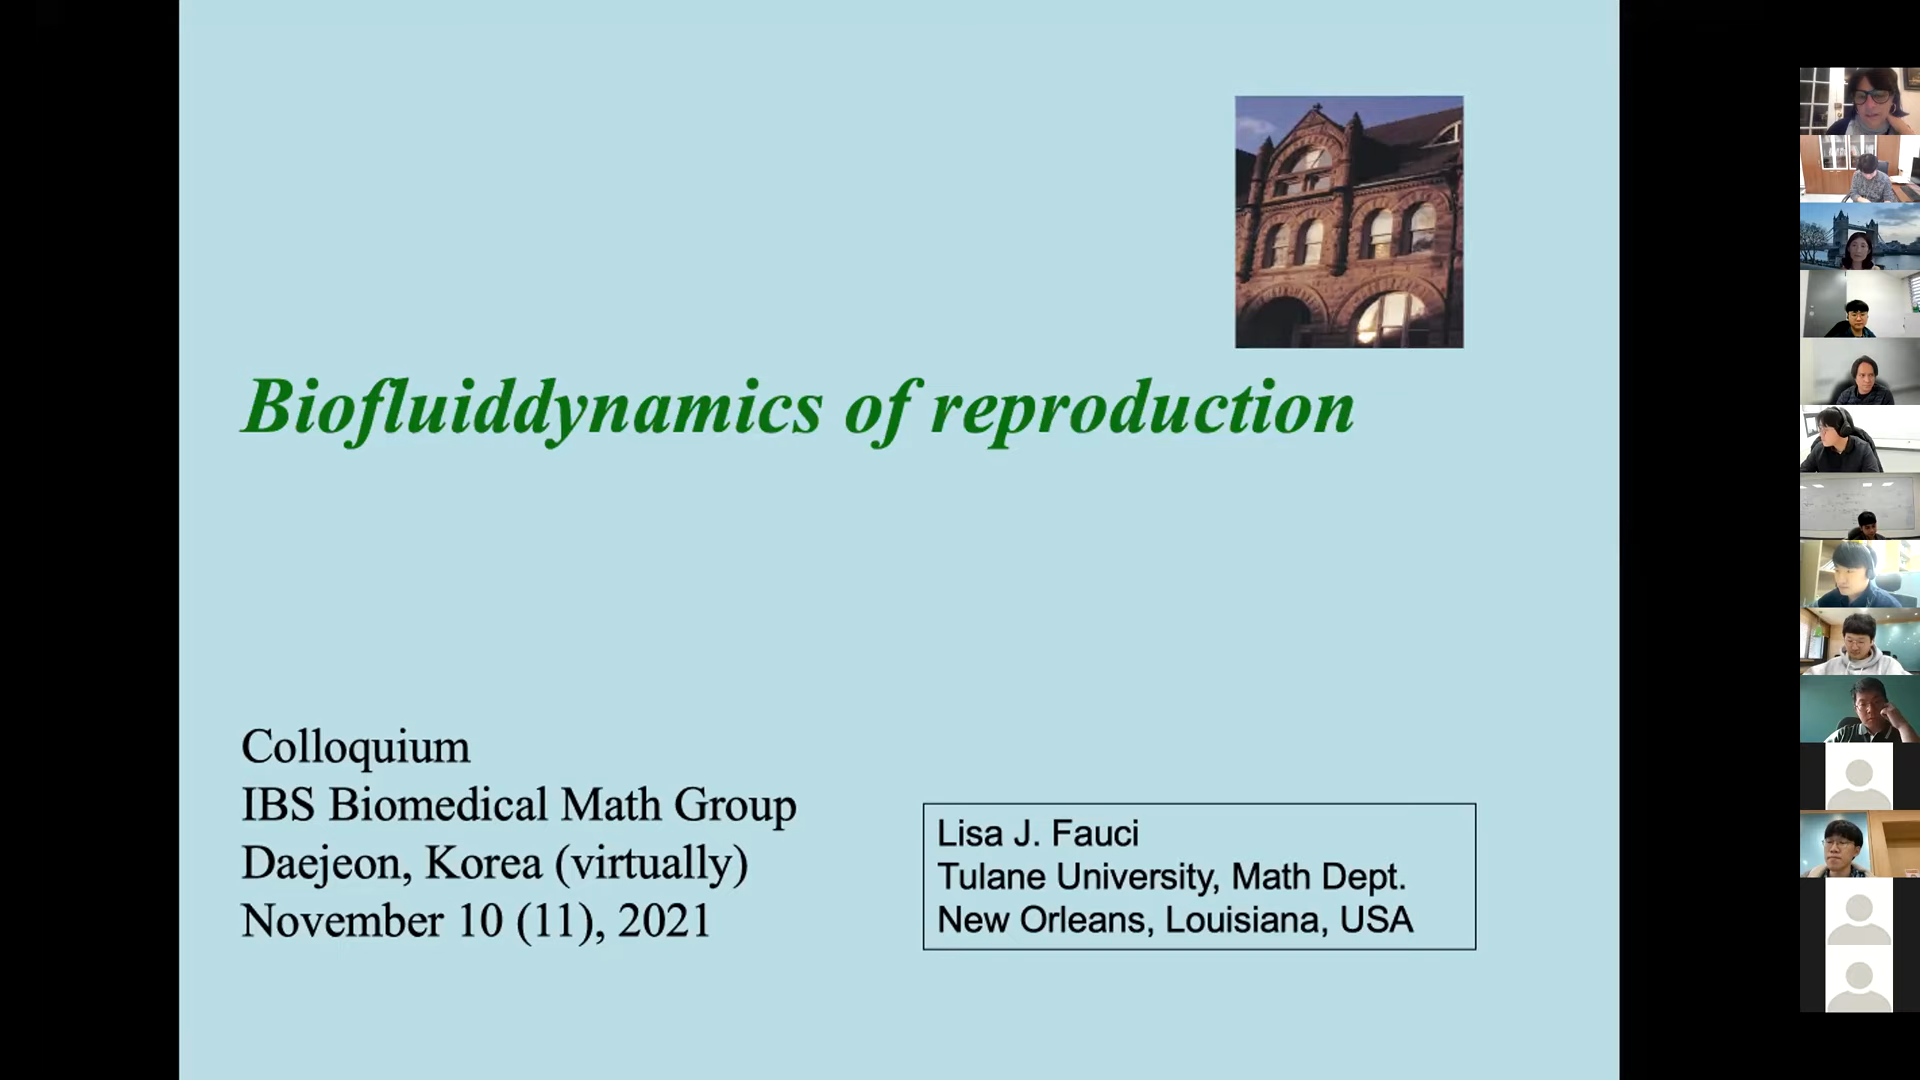 Biofluiddynamics of reproduction
Colloquium
IBS Biomedical Math Group
Daejeon, Korea (virtually)
November 10 (11), 2021
Lisa J. Fauci
Tulane University, Math Dept.
New Orleans, Louisiana, USA